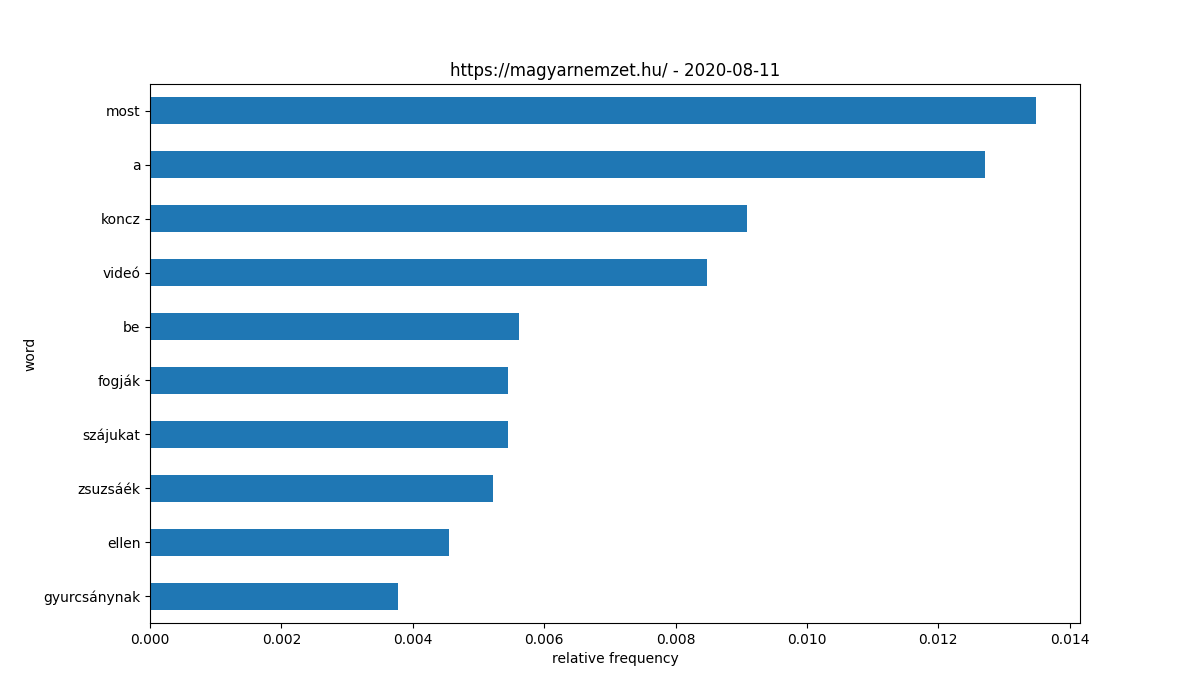 https://magyarnemzet.hu/ - 2020-08-11
most
a
koncz
videó
be
fogják
szájukat
zsuzsáék
ellen
gyurcsánynak
word
0.000 0.002 0.004 0.006 0.008 0.010 0.012 0.014
relative frequency